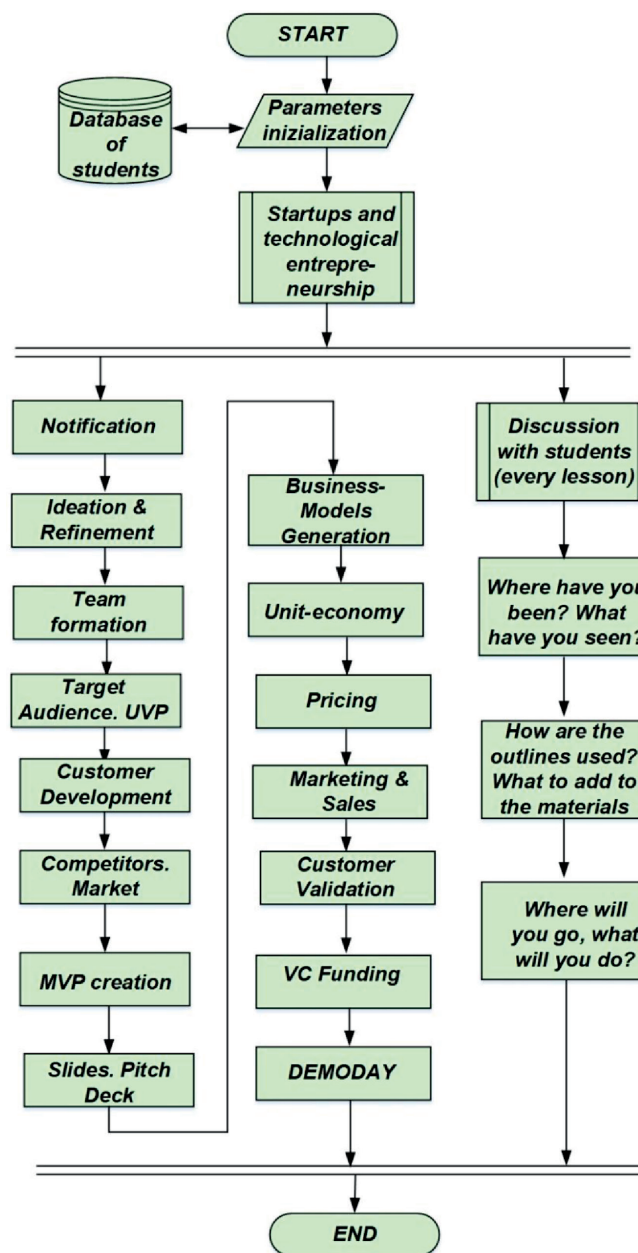 START
Parameters
inizialization
Database
of
students
Startups and
technological
entrepre-
neurship
Notification
Ideation &
Refinement
Team
formation
Target
Audience. UVP
Customer
Development
Competitors.
Market
MVP creation
Slides. Pitch
Deck
Business-
Models
Generation
Unit-economy
Pricing
Marketing &
Sales
Customer
Validation
VC Funding
DEMODAY
Discussion
with students
(every lesson)
Where have you
been? What
have you seen?
How are the
outlines used?
What to add to
the materials
Where will
you go, what
will you do?
END